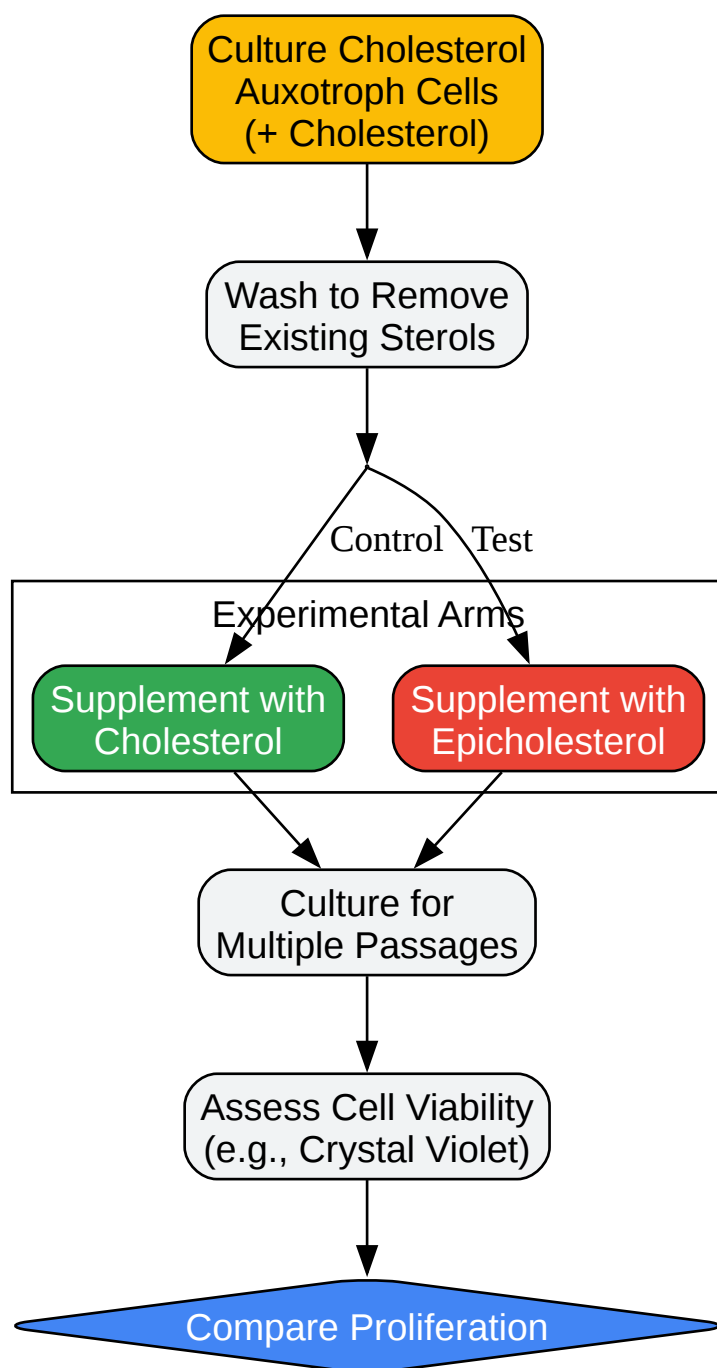 Culture Cholesterol
Auxotroph Cells
(+ Cholesterol)
Wash to Remove
Existing Sterols
Control
Test
Experimental Arms
Supplement with
Cholesterol
Supplement with
Epicholesterol
Culture for
Multiple Passages
Assess Cell Viability
(e.g., Crystal Violet)
Compare Proliferation